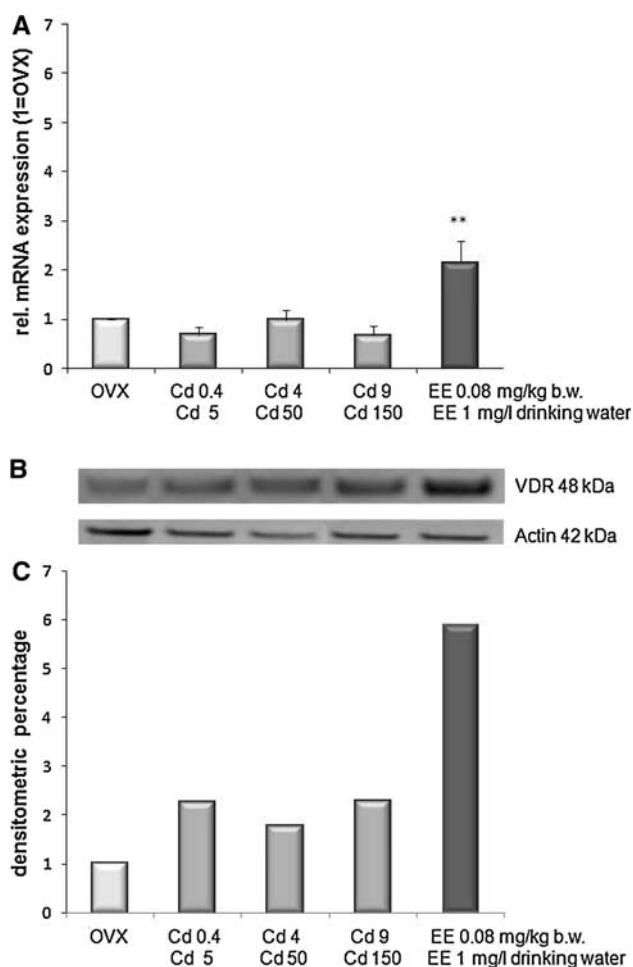 A
rel. mRNA expression (1=OVX)
7
6
5
4
3
2
1
0
**
OVX Cd 0.4 Cd 4 Cd 9 EE 0.08 mg/kg b.w.
Cd 5 Cd 50 Cd 150 EE 1 mg/l drinking water
B
VDR 48 kDa
Actin 42 kDa
C
densitometric percentage
7
6
5
4
3
2
1
0
OVX Cd 0.4 Cd 4 Cd 9 EE 0.08 mg/kg b.w.
Cd 5 Cd 50 Cd 150 EE 1 mg/l drinking water